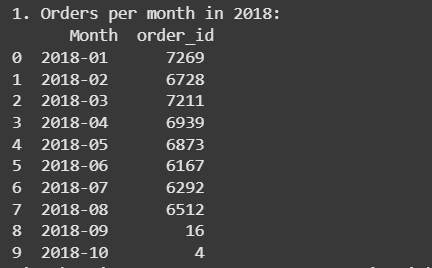 1. Orders per month in 2018:
Month order_id
0 2018-01 7269
1 2018-02 6728
2 2018-03 7211
3 2018-04 6939
4 2018-05 6873
5 2018-06 6167
6 2018-07 6292
7 2018-08 6512
8 2018-09 16
9 2018-10 4